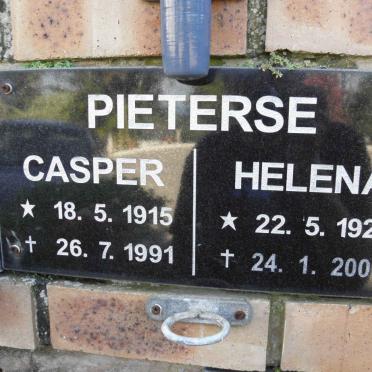 PIETERSE
CASPER
★ 18. 5. 1915
† 26. 7. 1991
HELENA
★ 22. 5. 192
† 24. 1. 200